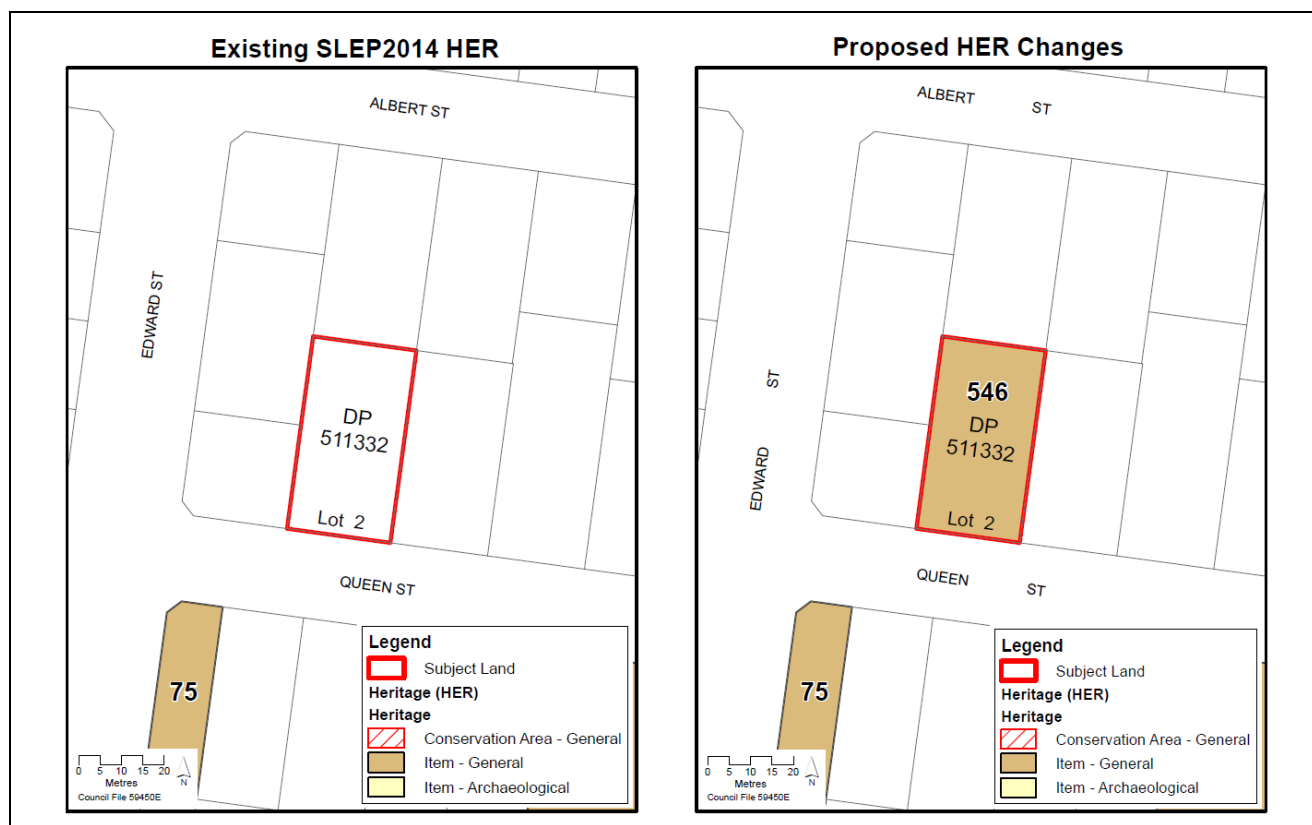 Existing SLEP2014 HER
ALBERT ST
EDWARD ST
DP
511332
Lot 2
QUEEN ST
75
Legend
Subject Land
Heritage (HER)
Heritage
Conservation Area - General
Item - General
Item - Archaeological
0 5 10 15 20
Metres
N
Council File 59450E
Proposed HER Changes
ALBERT ST
EDWARD ST
546
DP
511332
Lot 2
QUEEN ST
75
Legend
Subject Land
Heritage (HER)
Heritage
Conservation Area - General
Item - General
Item - Archaeological
0 5 10 15 20
Metres
N
Council File 59450E